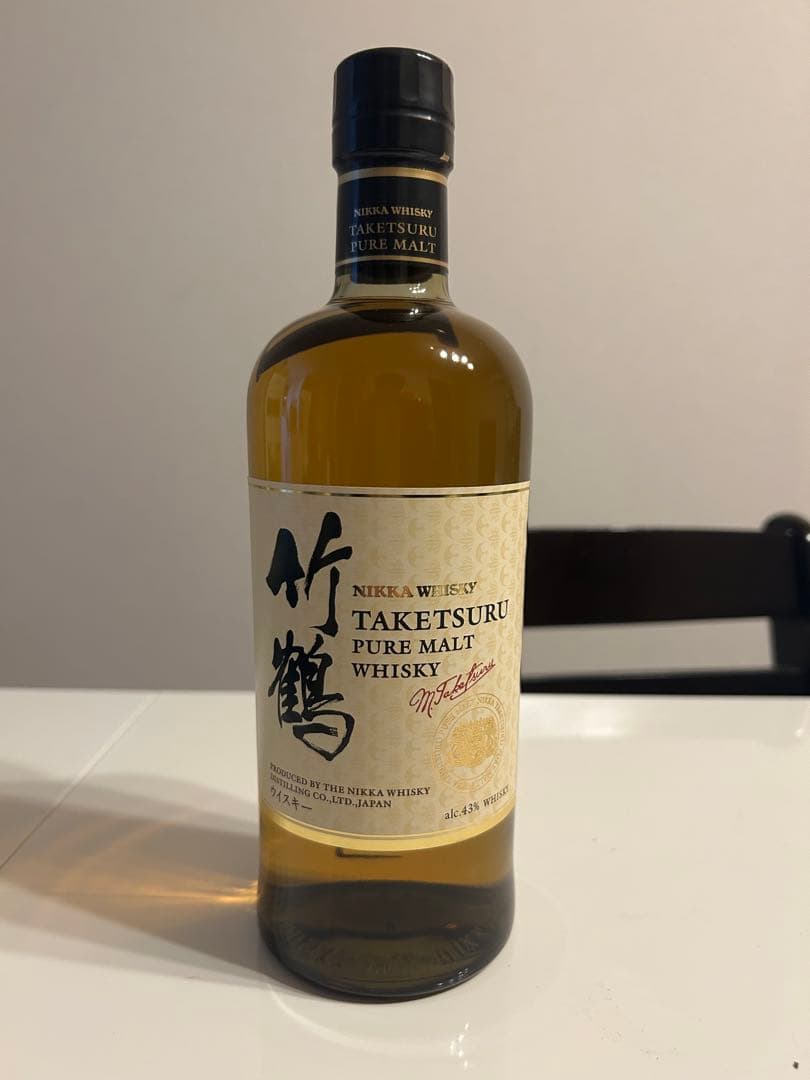 NIKKA WHISKY
TAKETSURU
PURE MALT
竹鶴
NIKKA WHISKY
TAKETSURU
PURE MALT
WHISKY
M.Taketsuru
PRODUCED BY THE NIKKA WHISKY
DISTILLING CO.,LTD.,JAPAN
ウイスキー
alc.43% WHISKY